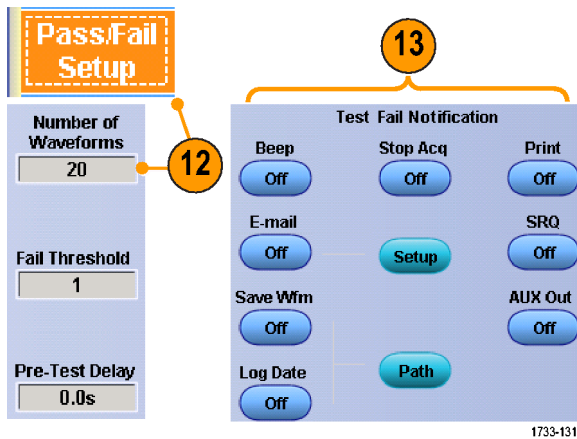 Pass/Fail
Setup
12
13
Number of
Waveforms
20
Fail Threshold
1
Pre-Test Delay
0.0s
Test Fail Notification
Beep
Off
Stop Acq
Off
Print
Off
E-mail
Off
Setup
SRQ
Off
Save Wfm
Off
AUX Out
Off
Log Date
Off
Path
1733-131